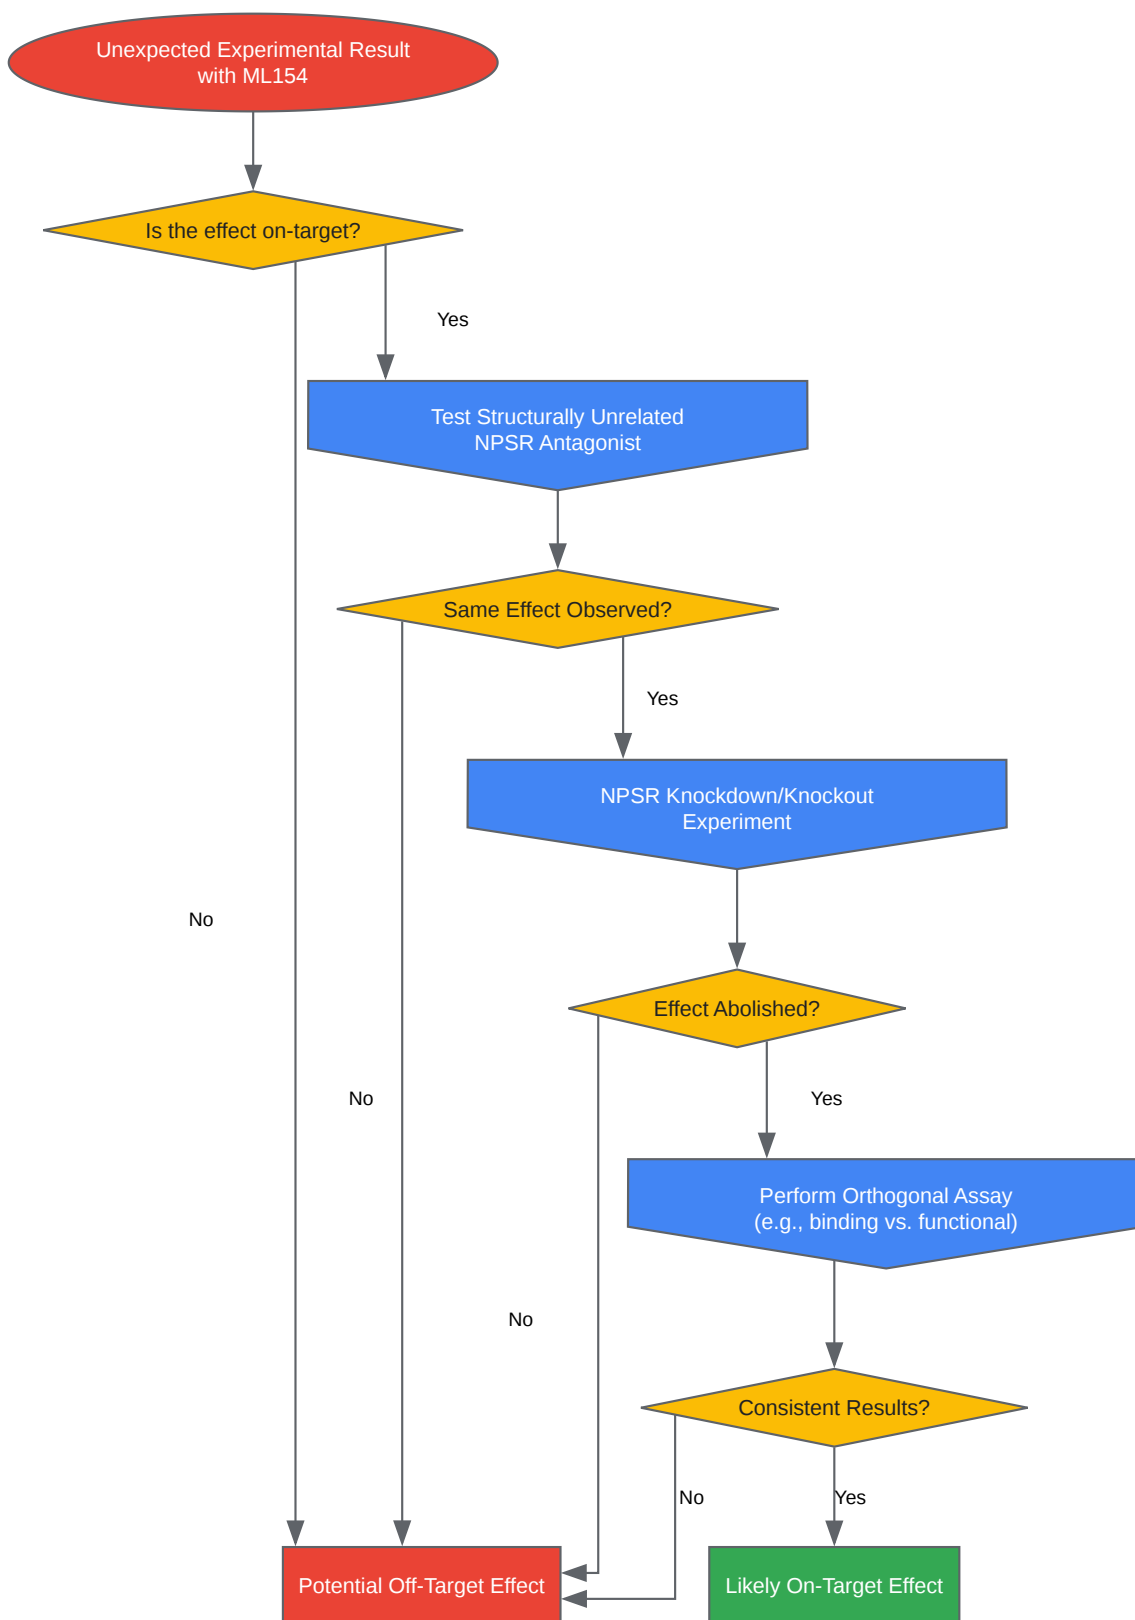 Unexpected Experimental Result
with ML154
Is the effect on-target?
Yes
Test Structurally Unrelated
NPSR Antagonist
Same Effect Observed?
Yes
NPSR Knockdown/Knockout
Experiment
No
Effect Abolished?
No
Yes
Perform Orthogonal Assay
(e.g., binding vs. functional)
No
Consistent Results?
No
Yes
Potential Off-Target Effect
Likely On-Target Effect